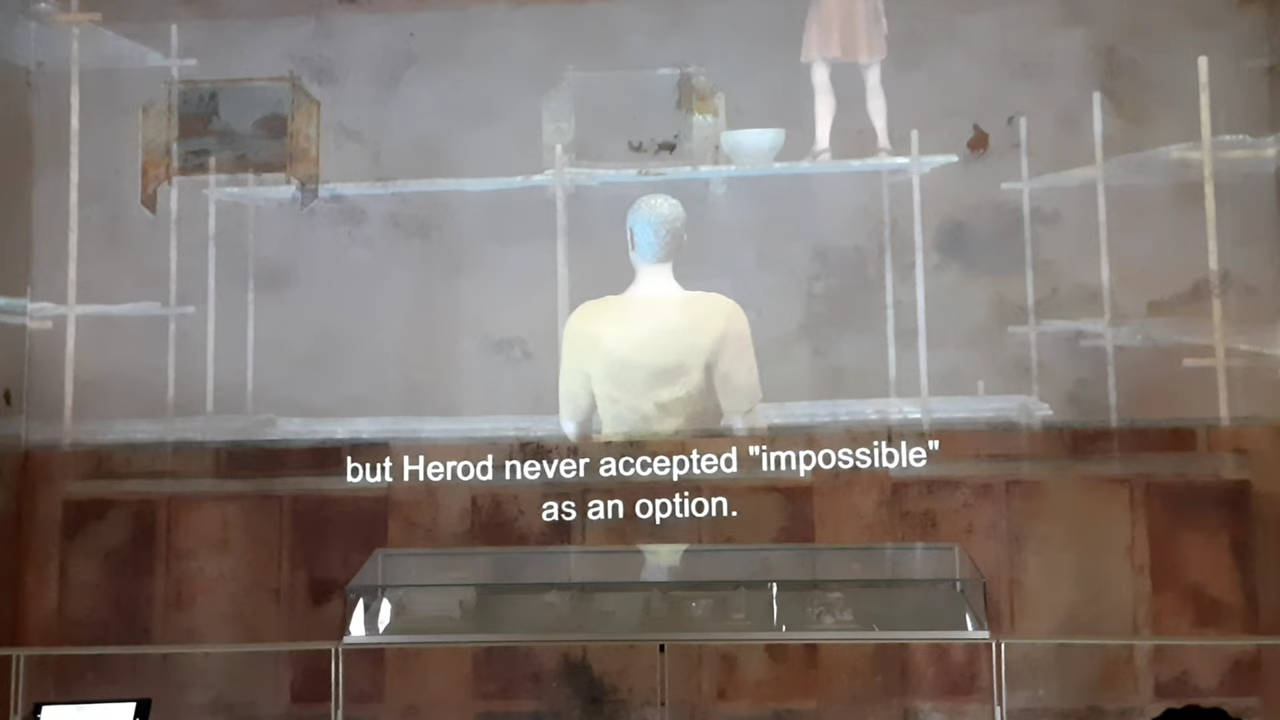 but Herod never accepted "impossible"
as an option.